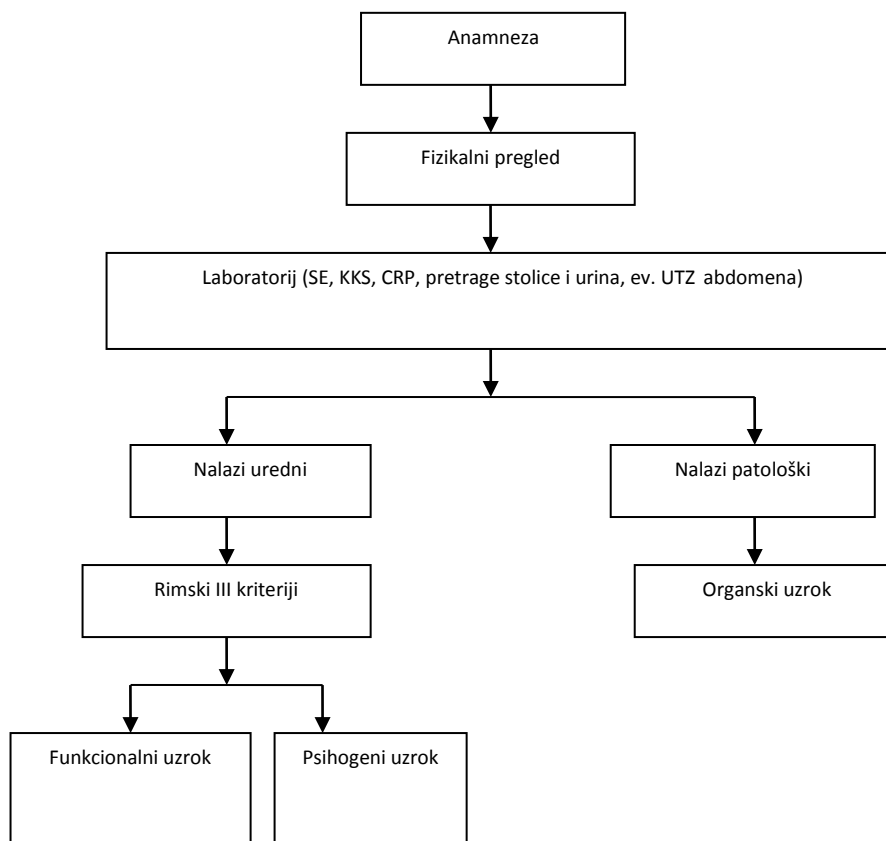 Anamneza
Fizikalni pregled
Laboratorij (SE, KKS, CRP, pretrage stolice i urina, ev. UTZ abdomena)
Nalazi uredni
Nalazi patološki
Rimski III kriteriji
Organski uzrok
Funkcionalni uzrok
Psihogeni uzrok